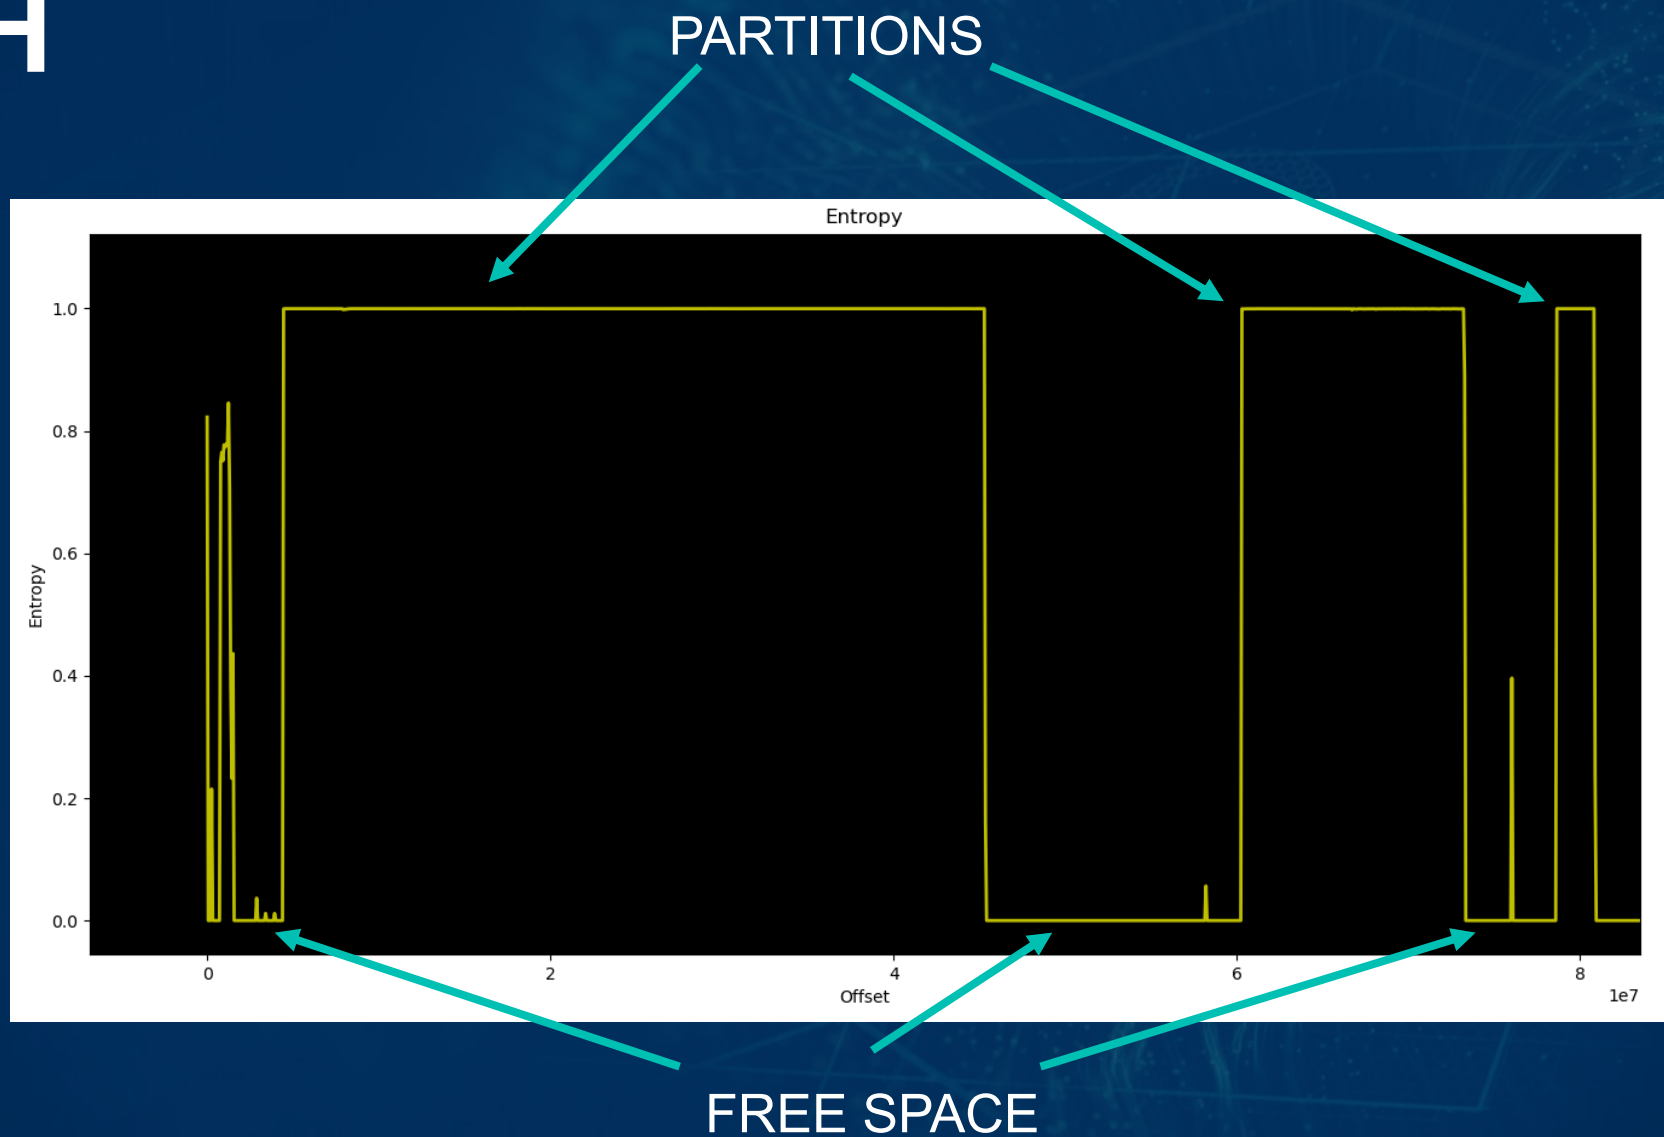 H
PARTITIONS
Entropy
1.0
0.8
0.6
0.4
0.2
0.0
Entropy
0 2 4 6 8
Offset
1e7
FREE SPACE